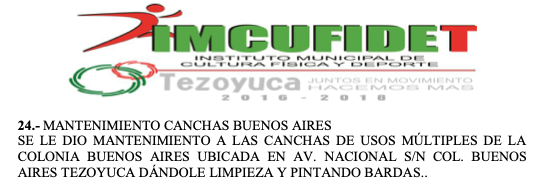 IMCUFIDET
INSTITUTO MUNICIPAL DE
CULTURA FÍSICA Y DEPORTE
Tezoyuca JUNTOS EN MOVIMIENTO
HACEMOS MAS
2016-2018
24.- MANTENIMIENTO CANCHAS BUENOS AIRES
SE LE DIO MANTENIMIENTO A LAS CANCHAS DE USOS MÚLTIPLES DE LA
COLONIA BUENOS AIRES UBICADA EN AV. NACIONAL S/N COL. BUENOS
AIRES TEZOYUCA DÁNDOLE LIMPIEZA Y PINTANDO BARDAS..